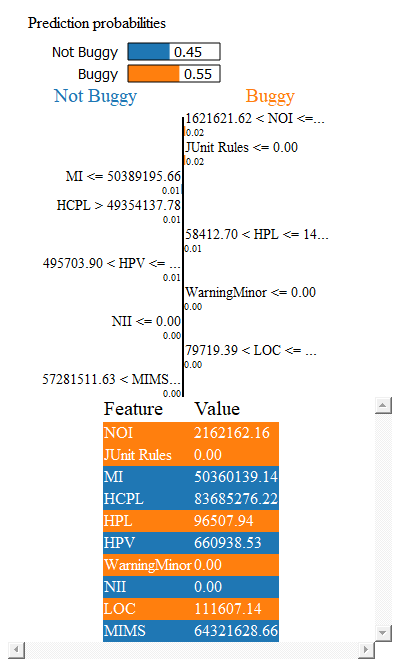 Prediction probabilities
Not Buggy 0.45
Buggy 0.55
Not Buggy Buggy
1621621.62 < NOI <=...
0.02
JUnit Rules <= 0.00
0.02
MI <= 50389195.66
0.01
HCPL > 49354137.78
0.01
58412.70 < HPL <= 14...
0.01
495703.90 < HPV <= ...
0.01
WarningMinor <= 0.00
0.00
NII <= 0.00
0.00
79719.39 < LOC <= ...
0.00
57281511.63 < MIMS...
0.00
Feature Value
NOI 2162162.16
JUnit Rules 0.00
MI 50360139.14
HCPL 83685276.22
HPL 96507.94
HPV 660938.53
WarningMinor 0.00
NII 0.00
LOC 111607.14
MIMS 64321628.66